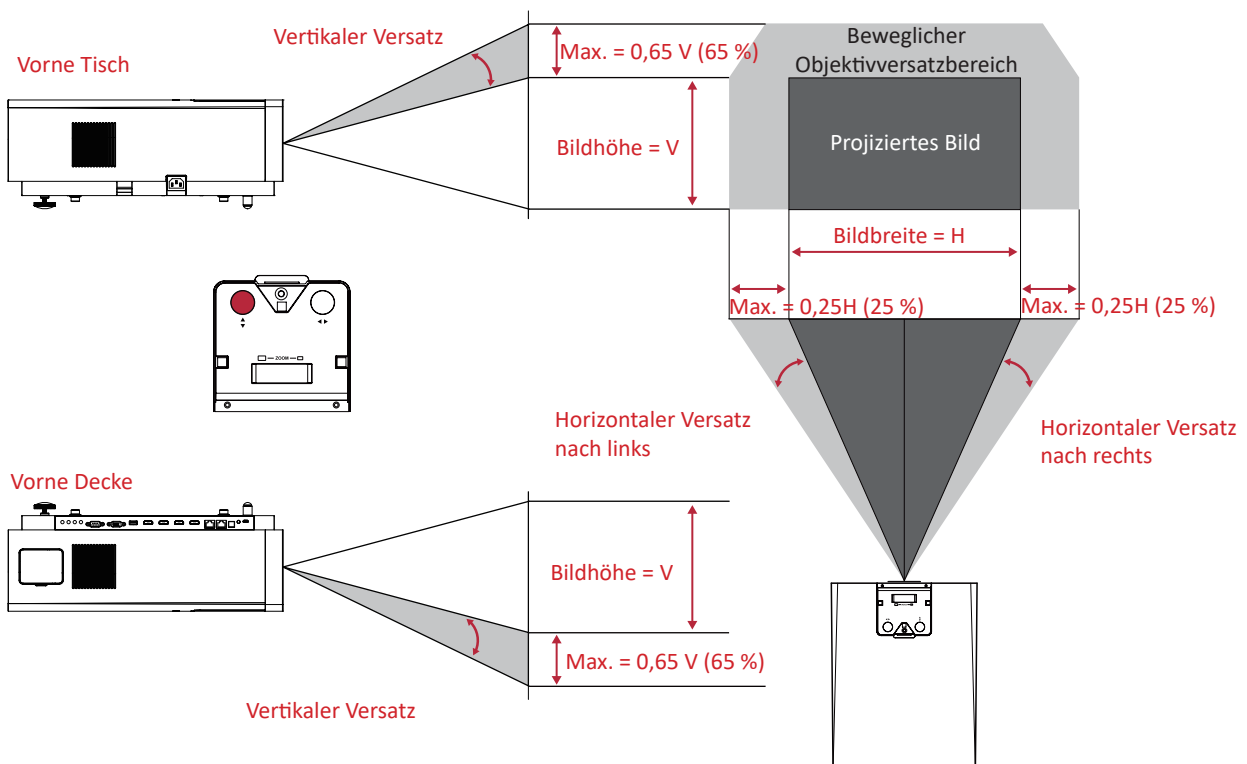 Vertikaler Versatz
Max. = 0,65 V (65 %)
Beweglicher
Objektivversatzbereich
Vorne Tisch
Bildhöhe = V
Projiziertes Bild
Bildbreite = H
Max. = 0,25H (25 %)
Max. = 0,25H (25 %)
ZOOM
Horizontaler Versatz
nach links
Horizontaler Versatz
nach rechts
Vorne Decke
Bildhöhe = V
Max. = 0,65 V (65 %)
Vertikaler Versatz